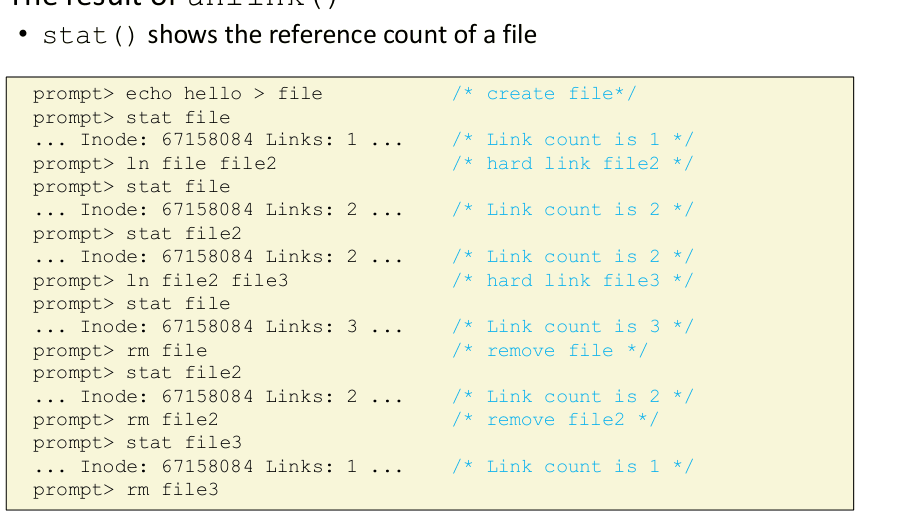 The result of unlink()
• stat() shows the reference count of a file
prompt> echo hello > file /* create file*/
prompt> stat file
... Inode: 67158084 Links: 1 ... /* Link count is 1 */
prompt> ln file file2 /* hard link file2 */
prompt> stat file
... Inode: 67158084 Links: 2 ... /* Link count is 2 */
prompt> stat file2
... Inode: 67158084 Links: 2 ... /* Link count is 2 */
prompt> ln file2 file3 /* hard link file3 */
prompt> stat file
... Inode: 67158084 Links: 3 ... /* Link count is 3 */
prompt> rm file /* remove file */
prompt> stat file2
... Inode: 67158084 Links: 2 ... /* Link count is 2 */
prompt> rm file2 /* remove file2 */
prompt> stat file3
... Inode: 67158084 Links: 1 ... /* Link count is 1 */
prompt> rm file3